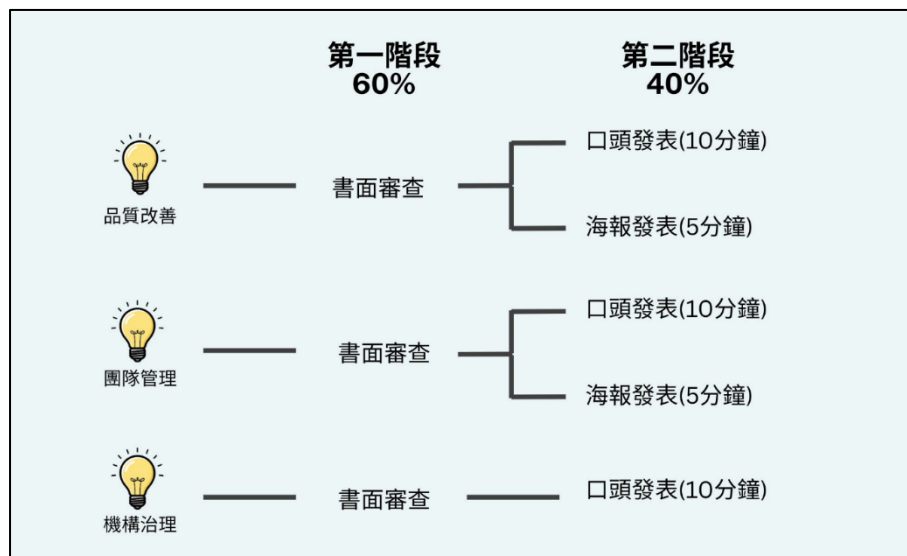 第一階段
60%
第二階段
40%
品質改善
書面審查
口頭發表(10分鐘)
海報發表(5分鐘)
團隊管理
書面審查
口頭發表(10分鐘)
海報發表(5分鐘)
機構治理
書面審查
口頭發表(10分鐘)